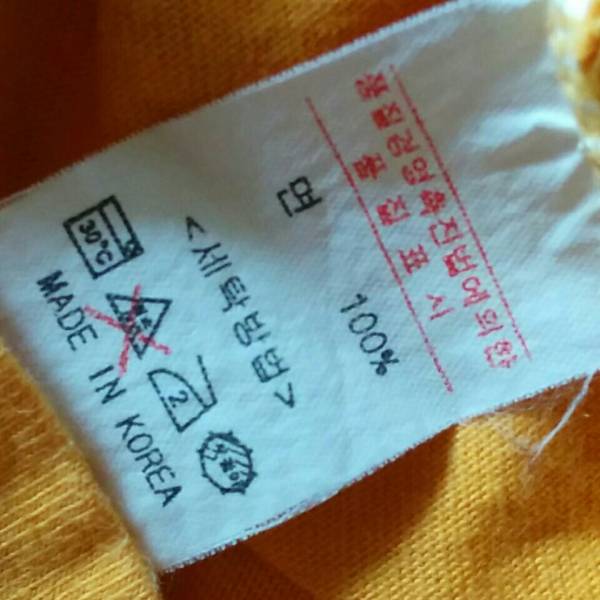 품질경영촉진법에의한
품 질 표 시
면 100%
<세탁방법>
30°C 2
MADE IN KOREA